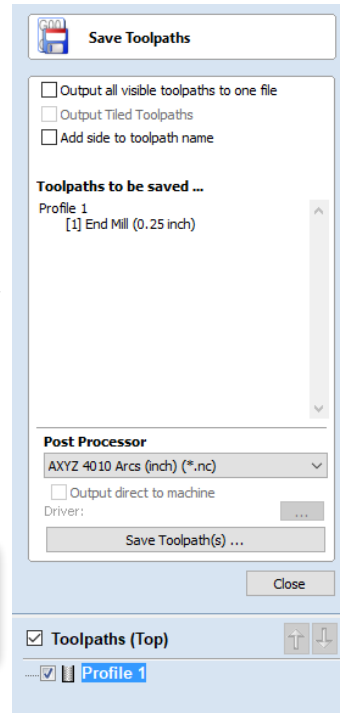 G00
Save Toolpaths
Output all visible toolpaths to one file
Output Tiled Toolpaths
Add side to toolpath name
Toolpaths to be saved ...
Profile 1
[1] End Mill (0.25 inch)
Post Processor
AXYZ 4010 Arcs (inch) (*.nc)
Output direct to machine
Driver:
...
Save Toolpath(s) ...
Close
Toolpaths (Top)
Profile 1